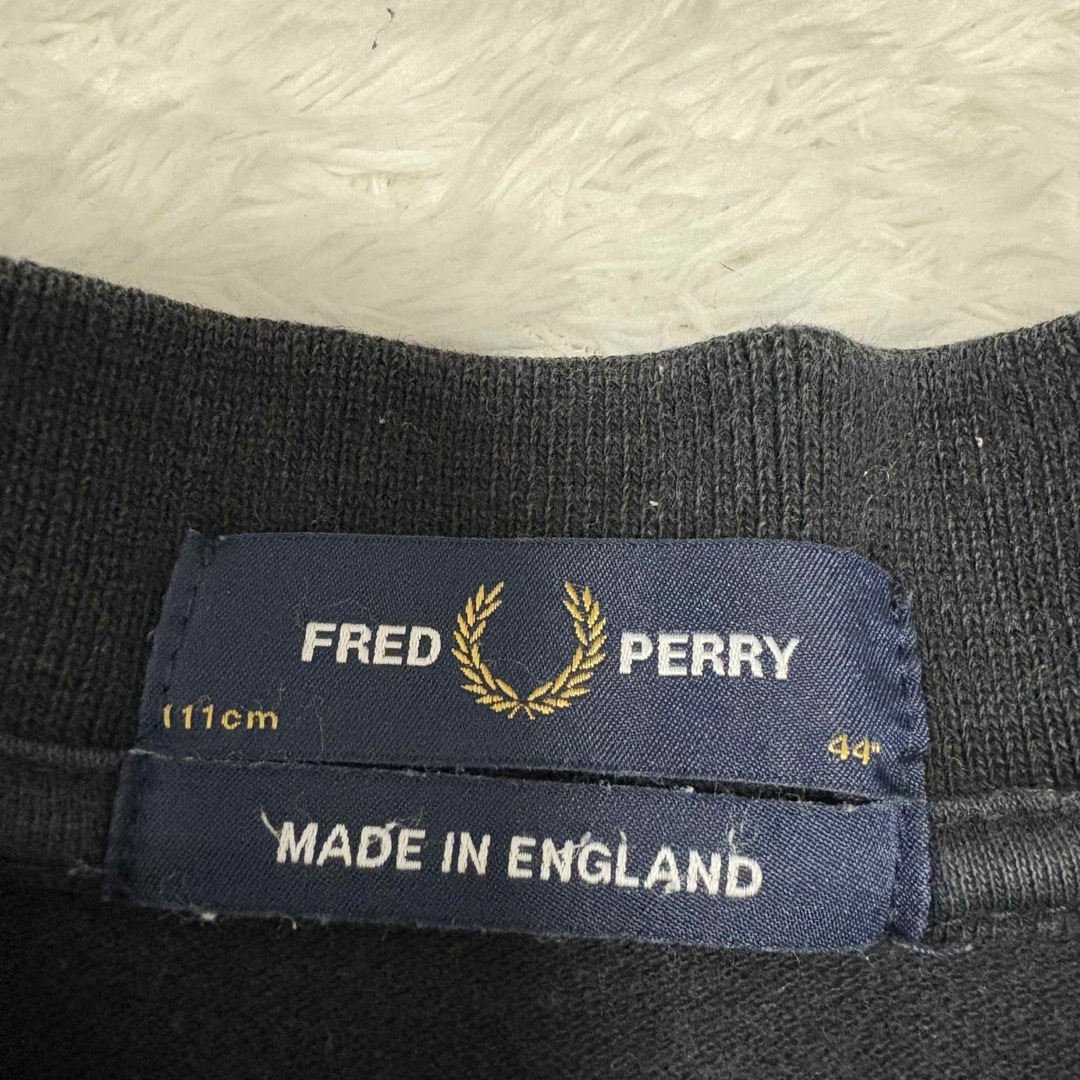 FRED PERRY
111cm 44"
MADE IN ENGLAND